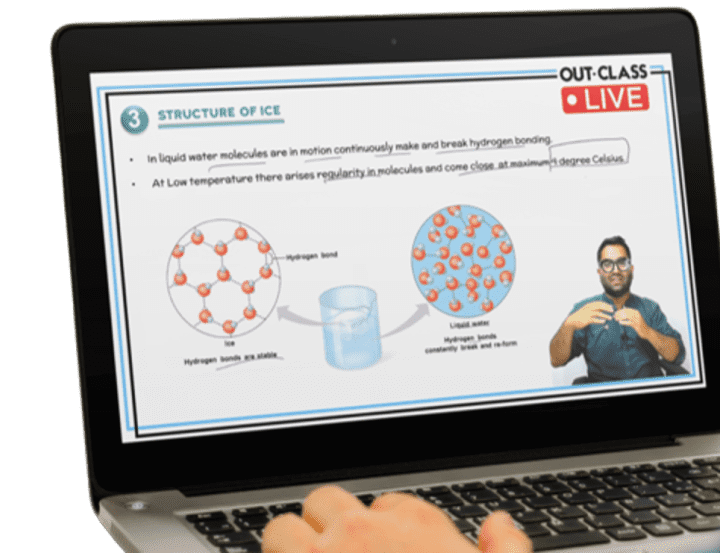 OUT-CLASS
LIVE
3 STRUCTURE OF ICE
• In liquid water molecules are in motion continuously make and break hydrogen bonding.
• At Low temperature there arises regularity in molecules and come close at maximum 4 degree Celsius
Hydrogen bond
Ice
Hydrogen bonds are stable
Liquid water
Hydrogen bonds
constantly break and re-form